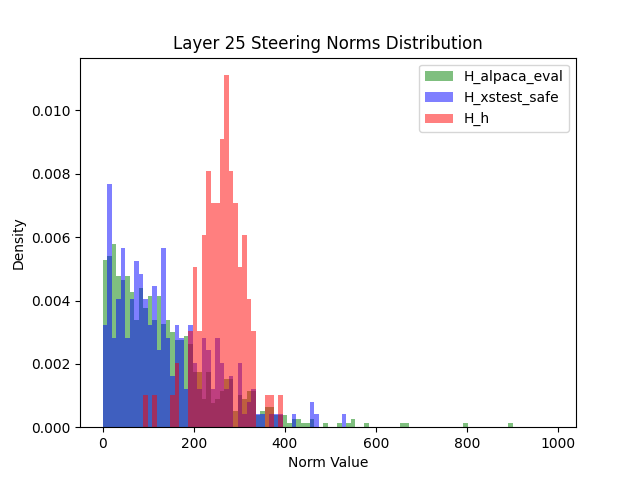 Layer 25 Steering Norms Distribution
H_alpaca_eval
H_xstest_safe
H_h
0.010
0.008
0.006
0.004
0.002
0.000
Density
0 200 400 600 800 1000
Norm Value